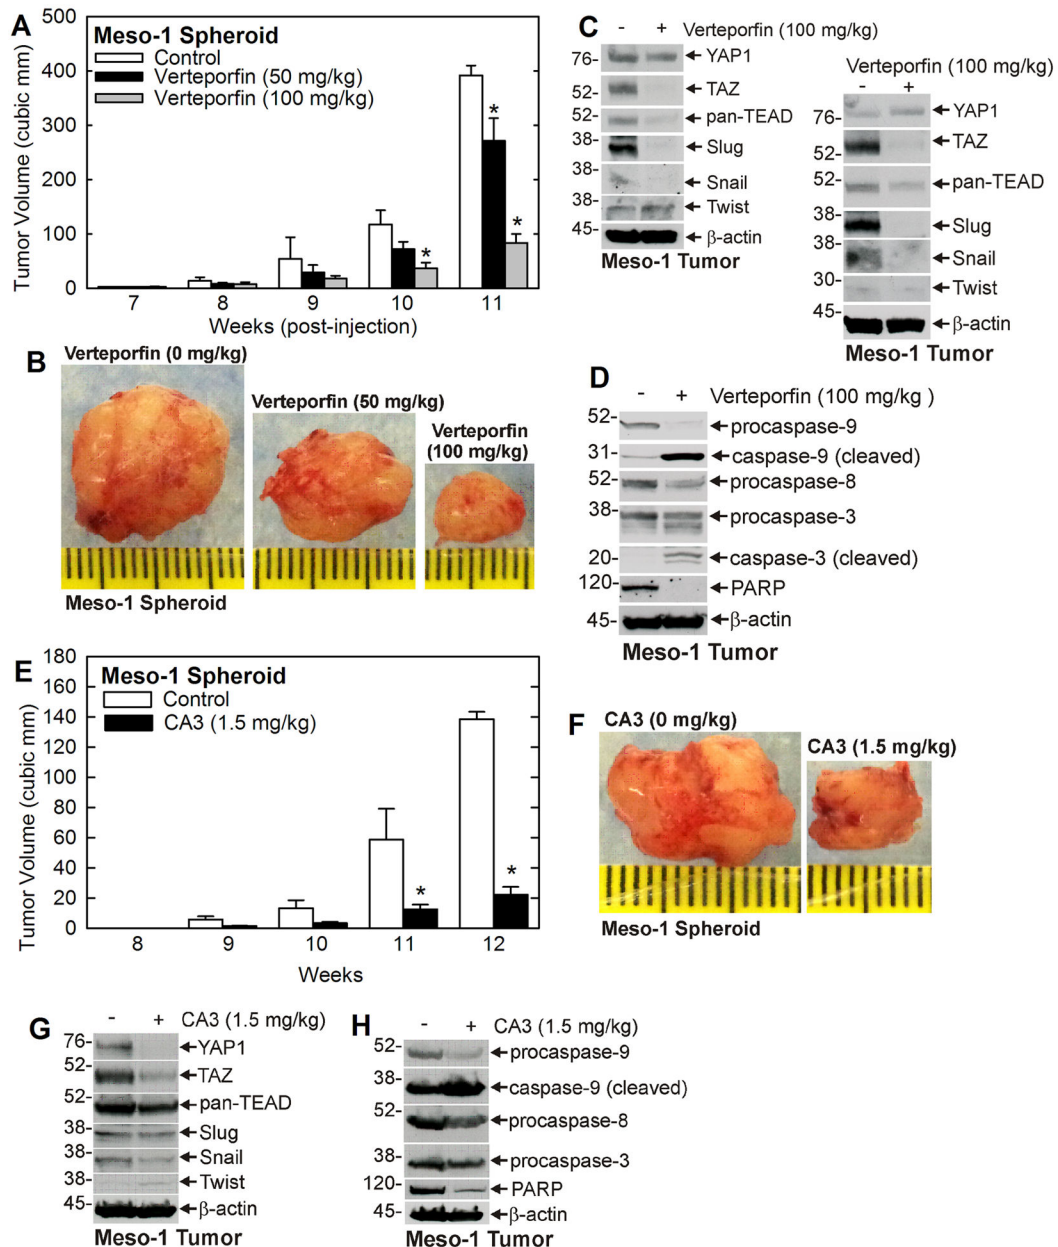 A
500
400
300
200
100
0
Tumor Volume (cubic mm)
Meso-1 Spheroid
Control
Verteporfin (50 mg/kg)
Verteporfin (100 mg/kg)
*
*
*
7 8 9 10 11
Weeks (post-injection)
B
Verteporfin (0 mg/kg)
Verteporfin (50 mg/kg)
Verteporfin
(100 mg/kg)
Meso-1 Spheroid
C
- + Verteporfin (100 mg/kg)
76- YAP1
52- TAZ
52- pan-TEAD
38- Slug
38- Snail
38- Twist
45- β-actin
Meso-1 Tumor
Verteporfin (100 mg/kg)
- +
76- YAP1
52- TAZ
52- pan-TEAD
38- Slug
38- Snail
30- Twist
45- β-actin
Meso-1 Tumor
D
- + Verteporfin (100 mg/kg )
52- procaspase-9
31- caspase-9 (cleaved)
52- procaspase-8
38- procaspase-3
20- caspase-3 (cleaved)
120- PARP
45- β-actin
Meso-1 Tumor
E
180
160
140
120
100
80
60
40
20
0
Tumor Volume (cubic mm)
Meso-1 Spheroid
Control
CA3 (1.5 mg/kg)
*
*
8 9 10 11 12
Weeks
F
CA3 (0 mg/kg)
CA3 (1.5 mg/kg)
Meso-1 Spheroid
G
- + CA3 (1.5 mg/kg)
76- YAP1
52- TAZ
52- pan-TEAD
38- Slug
38- Snail
38- Twist
45- β-actin
Meso-1 Tumor
H
- + CA3 (1.5 mg/kg)
52- procaspase-9
38- caspase-9 (cleaved)
52- procaspase-8
38- procaspase-3
120- PARP
45- β-actin
Meso-1 Tumor